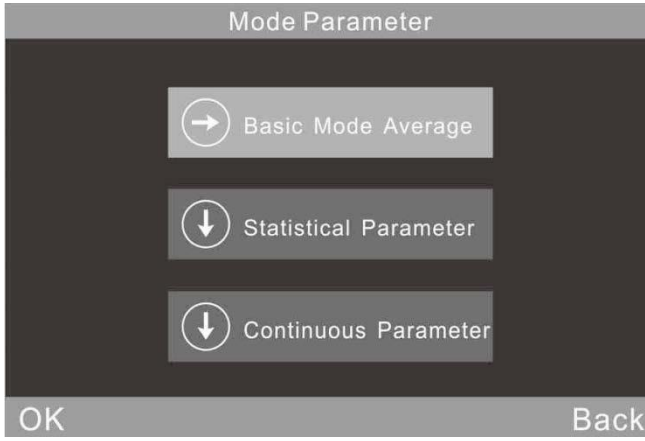 Mode Parameter
Basic Mode Average
Statistical Parameter
Continuous Parameter
OK Back